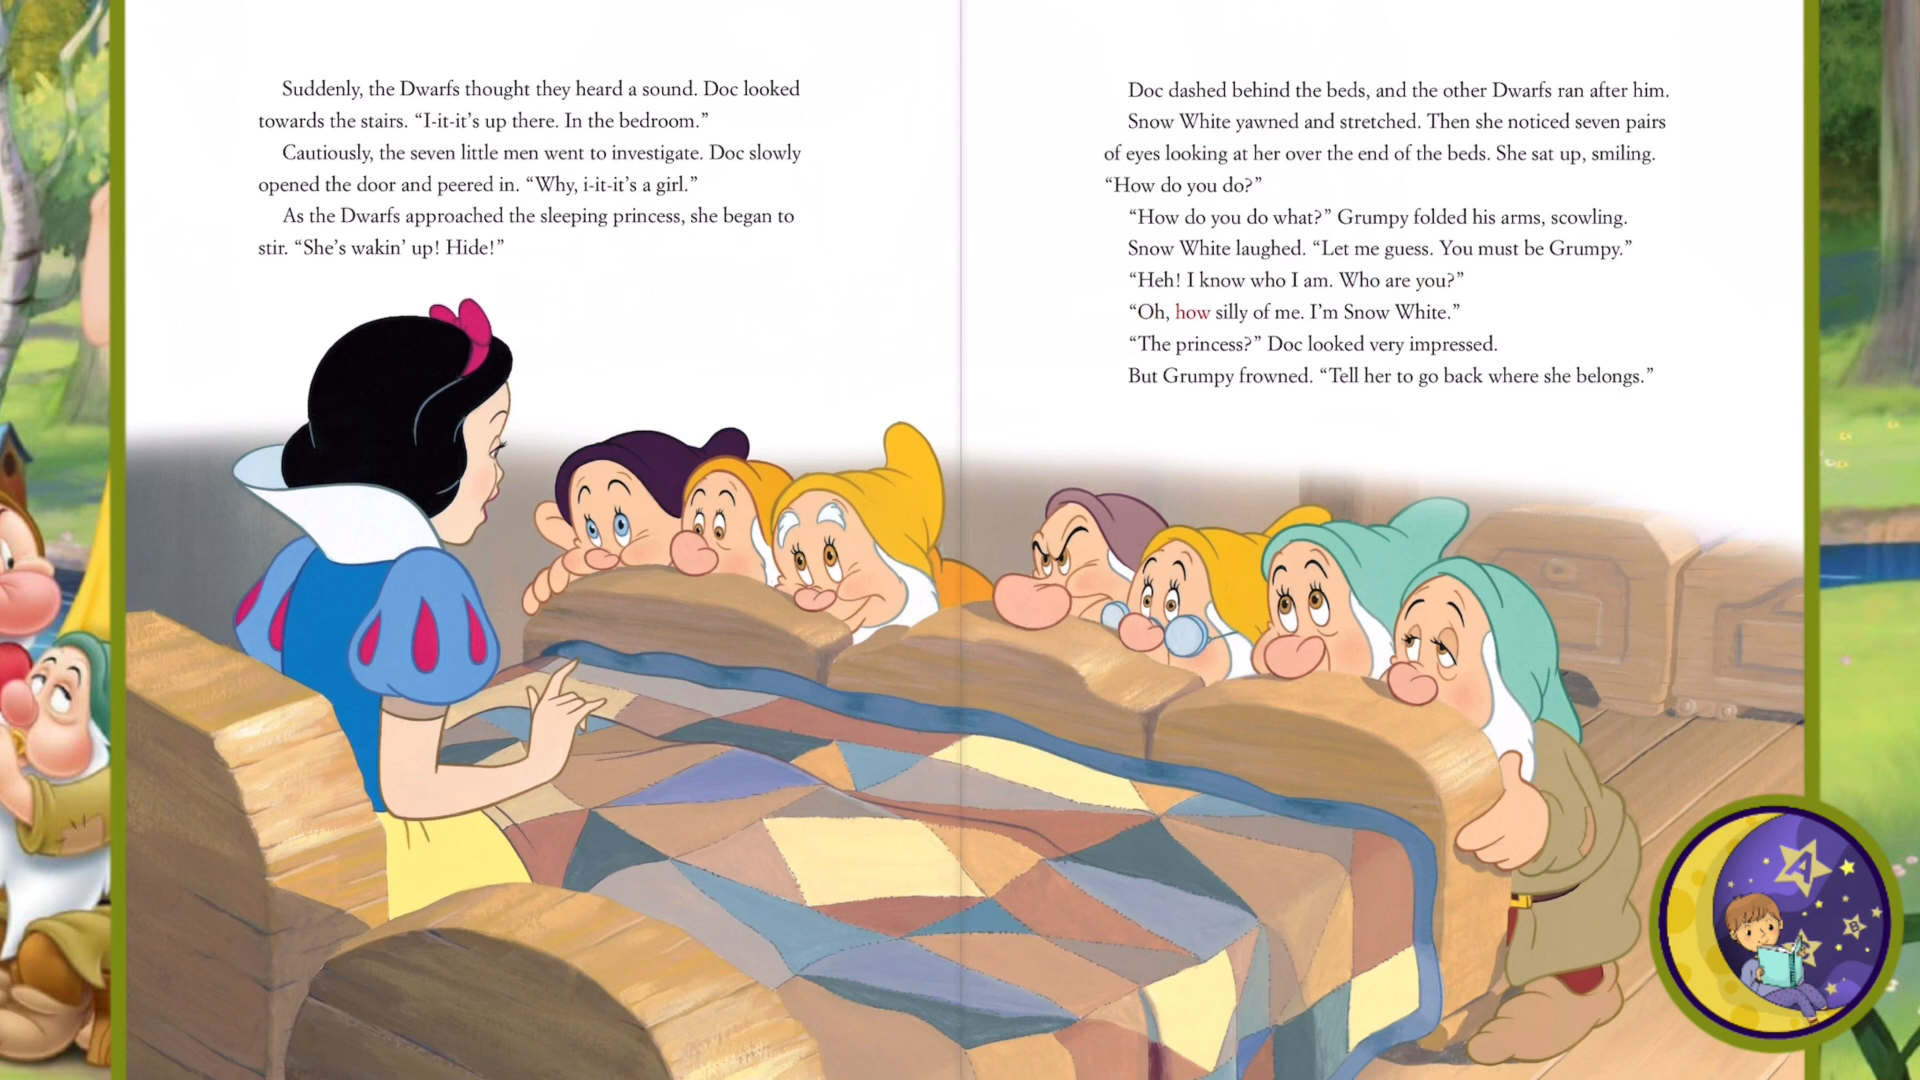 Suddenly, the Dwarfs thought they heard a sound. Doc looked
towards the stairs. “I-it-it’s up there. In the bedroom.”
Cautiously, the seven little men went to investigate. Doc slowly
opened the door and peered in. “Why, i-it-it’s a girl.”
As the Dwarfs approached the sleeping princess, she began to
stir. “She’s wakin’ up! Hide!”
Doc dashed behind the beds, and the other Dwarfs ran after him.
Snow White yawned and stretched. Then she noticed seven pairs
of eyes looking at her over the end of the beds. She sat up, smiling.
“How do you do?”
“How do you do what?” Grumpy folded his arms, scowling.
Snow White laughed. “Let me guess. You must be Grumpy.”
“Heh! I know who I am. Who are you?”
“Oh, how silly of me. I’m Snow White.”
“The princess?” Doc looked very impressed.
But Grumpy frowned. “Tell her to go back where she belongs.”
A
B